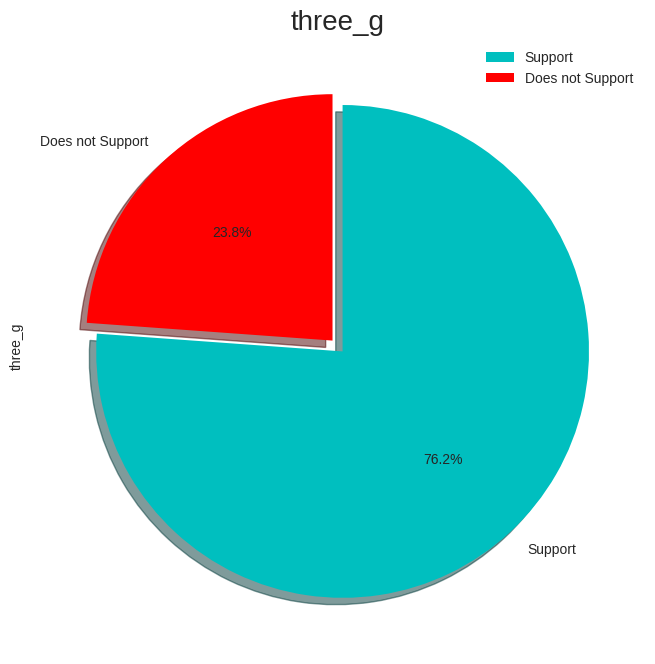 three_g
Support
Does not Support
Does not Support
23.8%
three_g
76.2%
Support